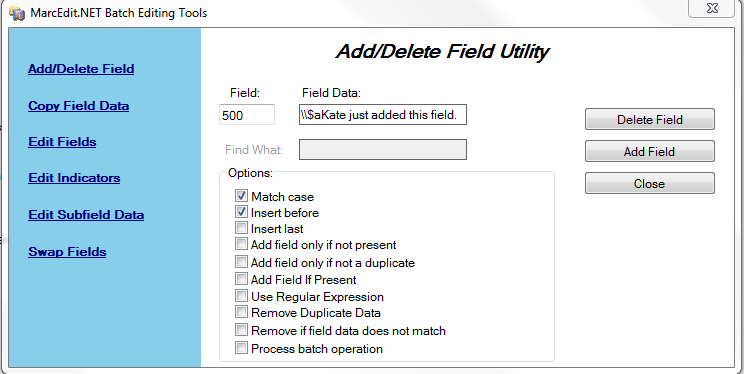 MarcEdit.NET Batch Editing Tools
Add/Delete Field Utility
Add/Delete Field
Copy Field Data
Edit Fields
Edit Indicators
Edit Subfield Data
Swap Fields
Field: Field Data:
500 \\$aKate just added this field.
Find What:
Options:
Match case
Insert before
Insert last
Add field only if not present
Add field only if not a duplicate
Add Field If Present
Use Regular Expression
Remove Duplicate Data
Remove if field data does not match
Process batch operation
Delete Field
Add Field
Close